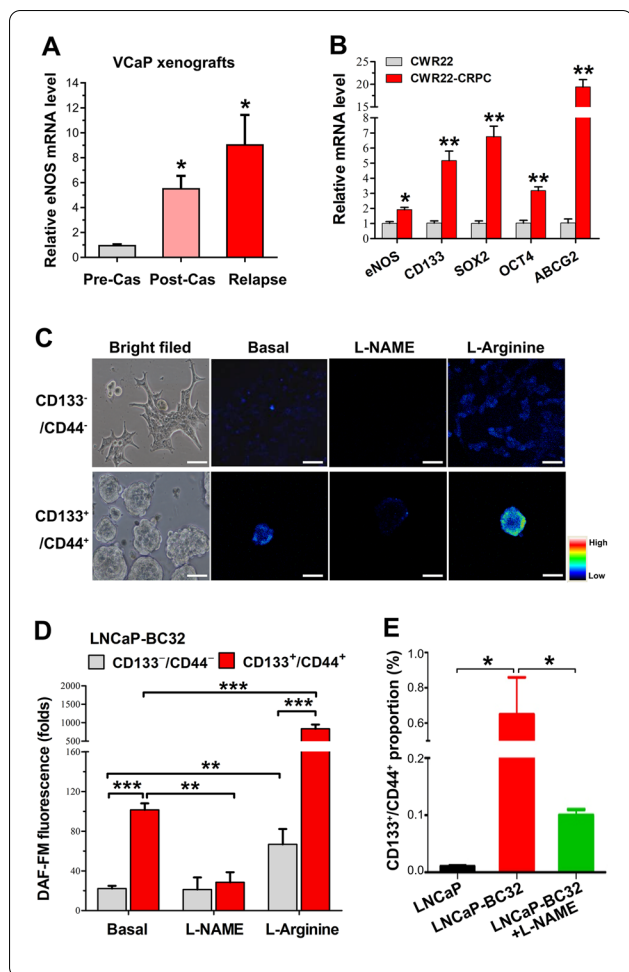 A
VCaP xenografts
Relative eNOS mRNA level
14
12
10
8
6
4
2
0
*
*
Pre-Cas Post-Cas Relapse
B
CWR22
CWR22-CRPC
Relative mRNA level
25
20
15
10
8
7
6
5
4
3
2
1
0
* ** ** ** **
eNOS CD133 SOX2 OCT4 ABCG2
C
Bright filed Basal L-NAME L-Arginine
CD133⁻
/CD44⁻
CD133⁺
/CD44⁺
High
Low
D
LNCaP-BC32
CD133⁻/CD44⁻ CD133⁺/CD44⁺
DAF-FM fluorescence (folds)
2000
1500
1000
500
160
120
80
40
0
***
***
**
*** **
Basal L-NAME L-Arginine
E
CD133⁺/CD44⁺ proportion (%)
1.0
0.8
0.6
0.2
0.1
0.0
* *
LNCaP
LNCaP-BC32
LNCaP-BC32
+L-NAME